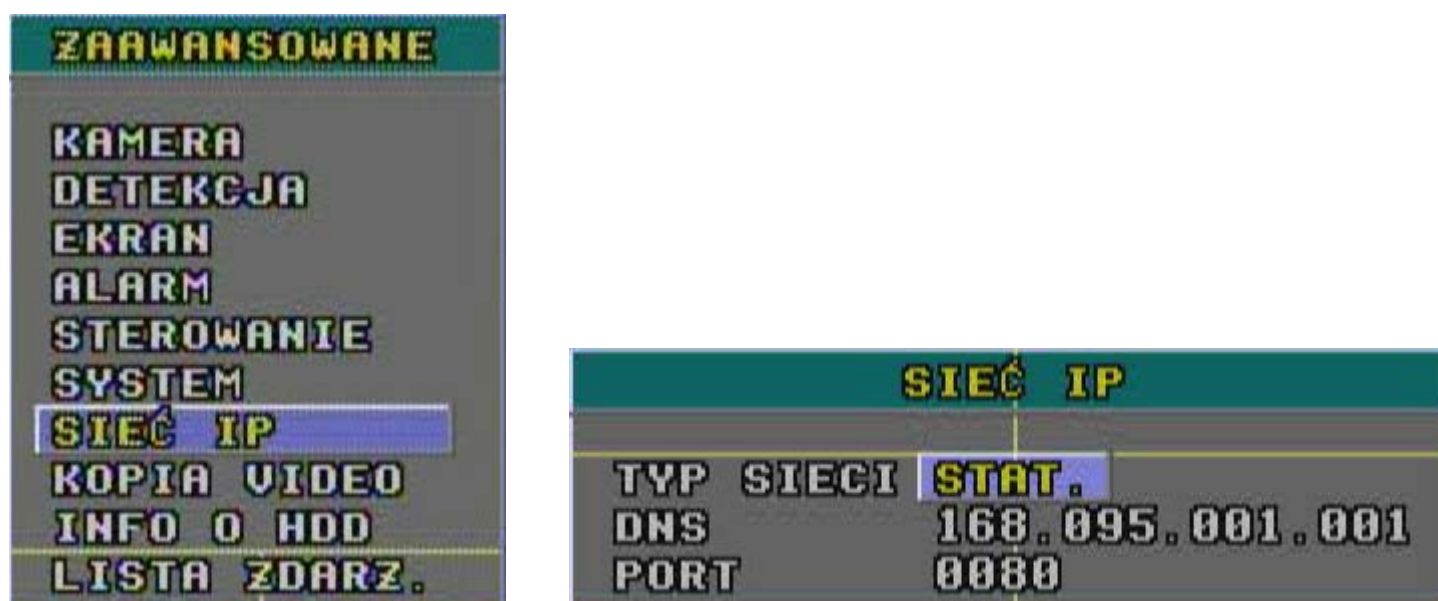 ZAAWANSOWANE
KAMERA
DETEKCJA
EKRAN
ALARM
STEROWANIE
SYSTEM
SIEĆ IP
KOPIA VIDEO
INFO O HDD
LISTA ZDARZ.
SIEĆ IP
TYP SIECI STAT.
DNS 168.095.001.001
PORT 0080